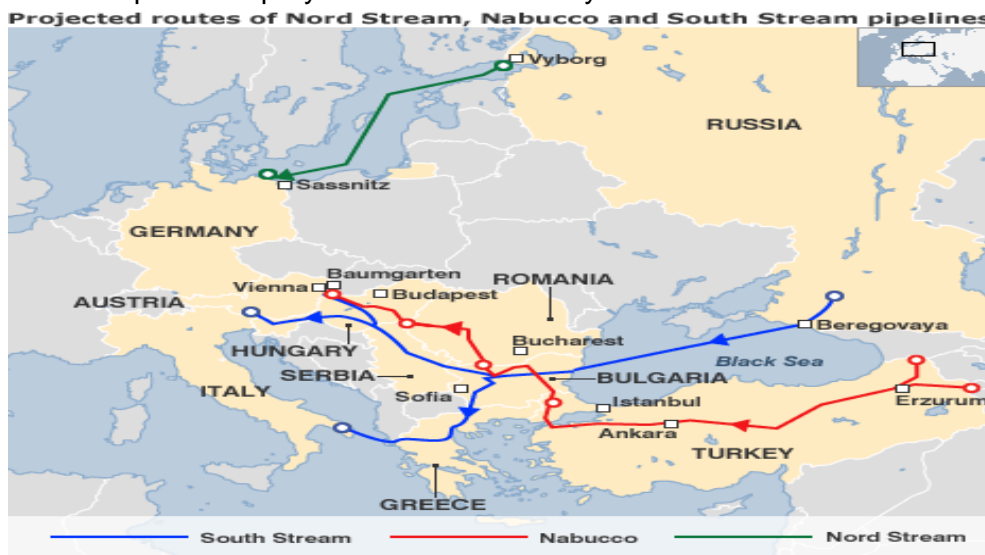 Projected routes of Nord Stream, Nabucco and South Stream pipelines
Vyborg
RUSSIA
Sassnitz
GERMANY
Baumgarten
ROMANIA
Vienna
Budapest
AUSTRIA
Beregovaya
HUNGARY
Bucharest
Black Sea
SERBIA
BULGARIA
ITALY
Sofia
Istanbul
Erzurum
Ankara
TURKEY
GREECE
South Stream
Nabucco
Nord Stream